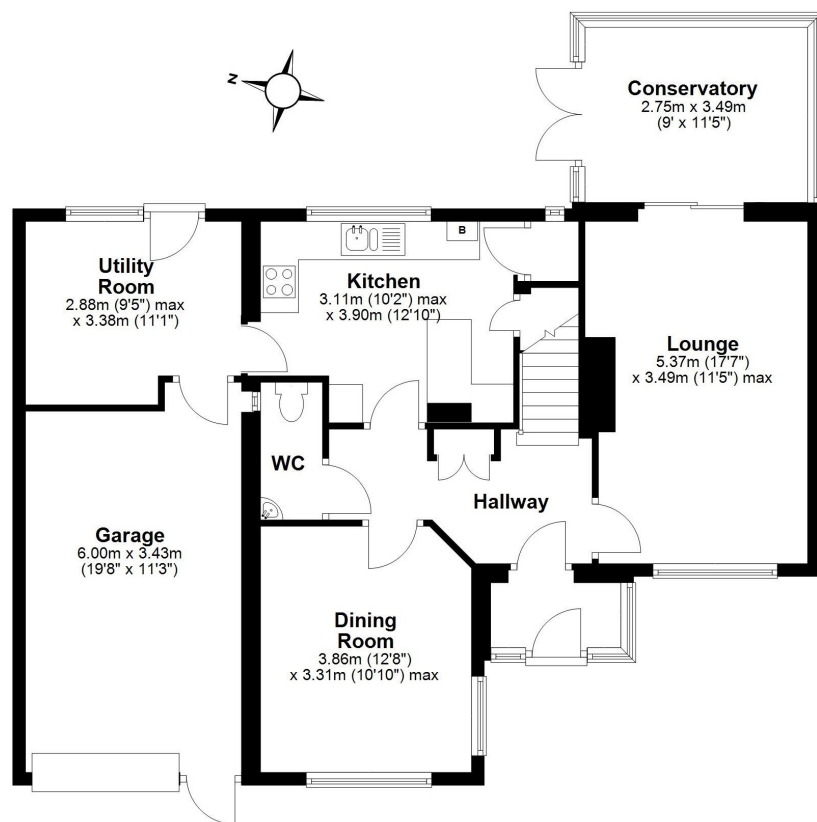 N
Conservatory
2.75m x 3.49m
(9' x 11'5")
Utility
Room
2.88m (9'5") max
x 3.38m (11'1")
B
Kitchen
3.11m (10'2") max
x 3.90m (12'10")
Lounge
5.37m (17'7")
x 3.49m (11'5") max
WC
Hallway
Garage
6.00m x 3.43m
(19'8" x 11'3")
Dining
Room
3.86m (12'8")
x 3.31m (10'10") max